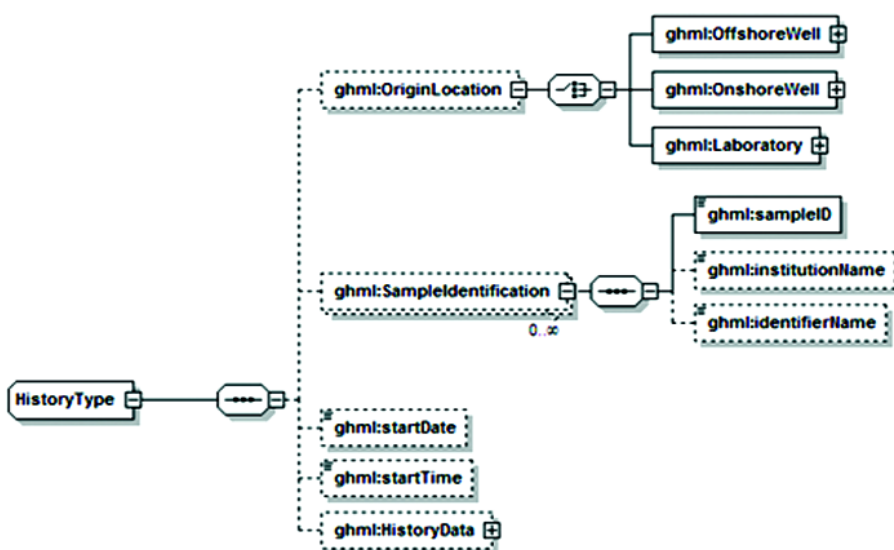 ghml:OffshoreWell
ghml:OriginLocation
ghml:OnshoreWell
ghml:Laboratory
ghml:sampleID
ghml:institutionName
ghml:SampleIdentification
0..∞
ghml:identifierName
HistoryType
ghml:startDate
ghml:startTime
ghml:HistoryData